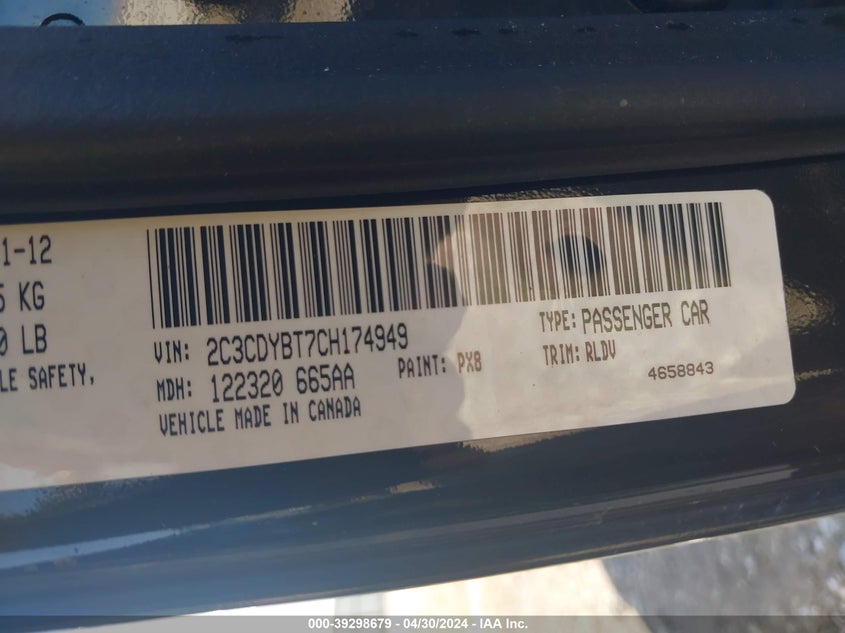 1-12
5 KG
0 LB
LE SAFETY,
VIN: 2C3CDYBT7CH174949
TYPE: PASSENGER CAR
MDH: 122320 665AA
PAINT: PX8
TRIM: RLDV
VEHICLE MADE IN CANADA
4658843
000-39298679 / 04/30/2024 - IAA Inc.